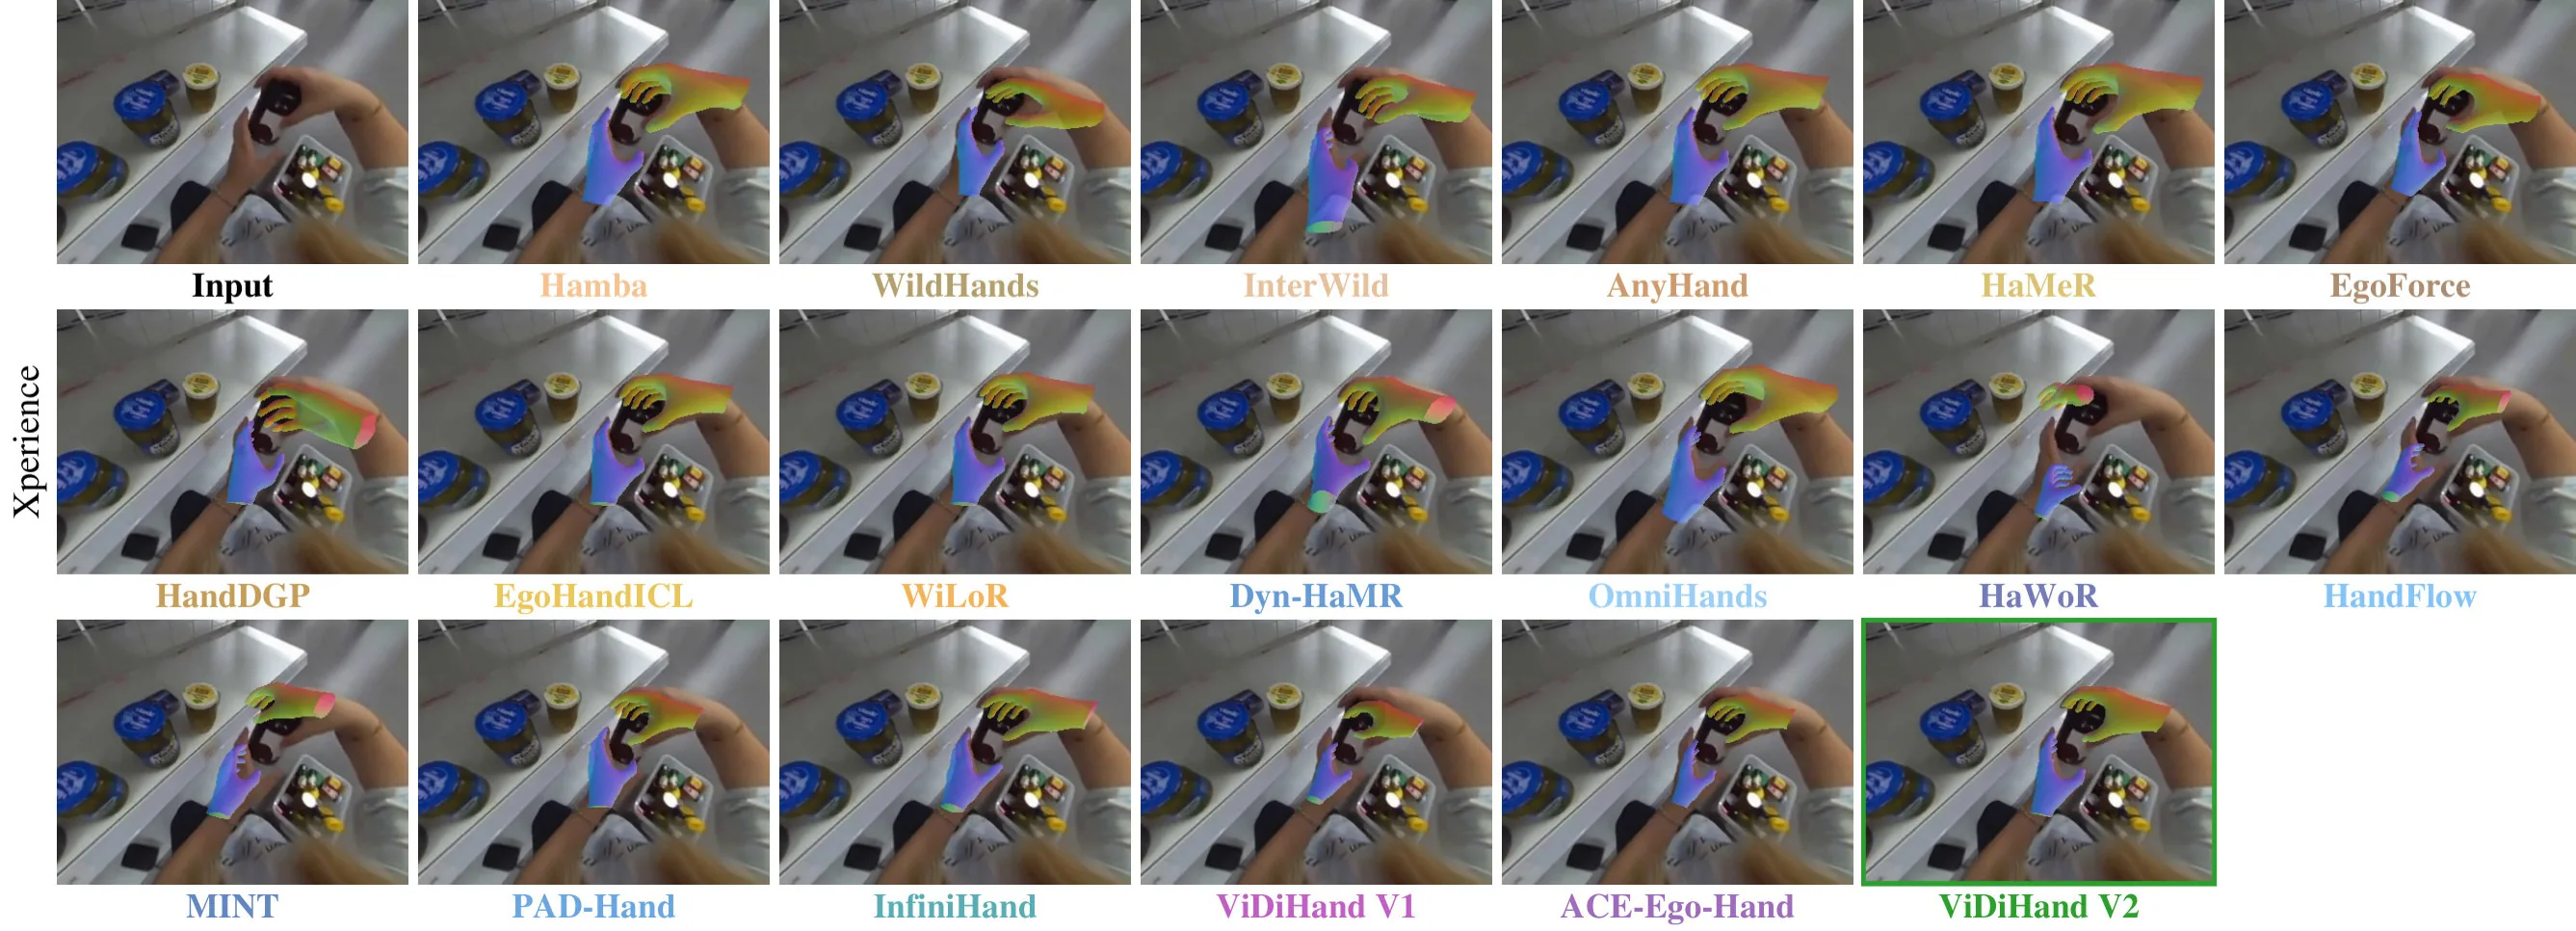 Input
Hamba
WildHands
InterWild
AnyHand
HaMeR
EgoForce
Xperience
HandDGP
EgoHandICL
WiLoR
Dyn-HaMR
OmniHands
HaWoR
HandFlow
MINT
PAD-Hand
InfiniHand
ViDiHand V1
ACE-Ego-Hand
ViDiHand V2